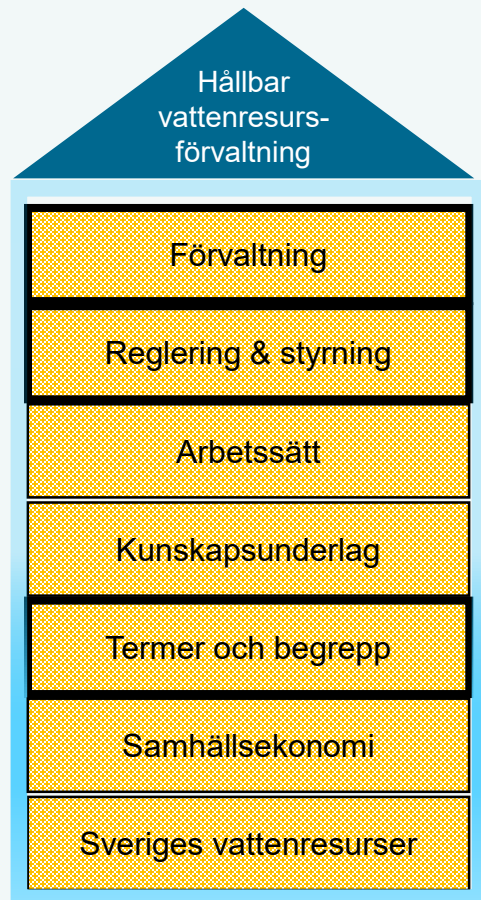 Hållbar
vattenresurs-
förvaltning
Förvaltning
Reglering & styrning
Arbetssätt
Kunskapsunderlag
Termer och begrepp
Samhällsekonomi
Sveriges vattenresurser